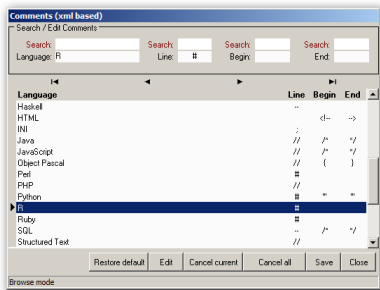 Comments (xml based)
Search / Edit Comments
Search: Search: Search: Search:
Language: R Line: # Begin: End:
Language Line Begin End
Haskell --
HTML <!-- -->
INI ;
Java // /* */
JavaScript // /* */
Object Pascal // { }
Perl #
PHP //
Python # ''' '''
R #
Ruby #
SQL -- /* */
Structured Text //
Restore default Edit Cancel current Cancel all Save Close
Browse mode